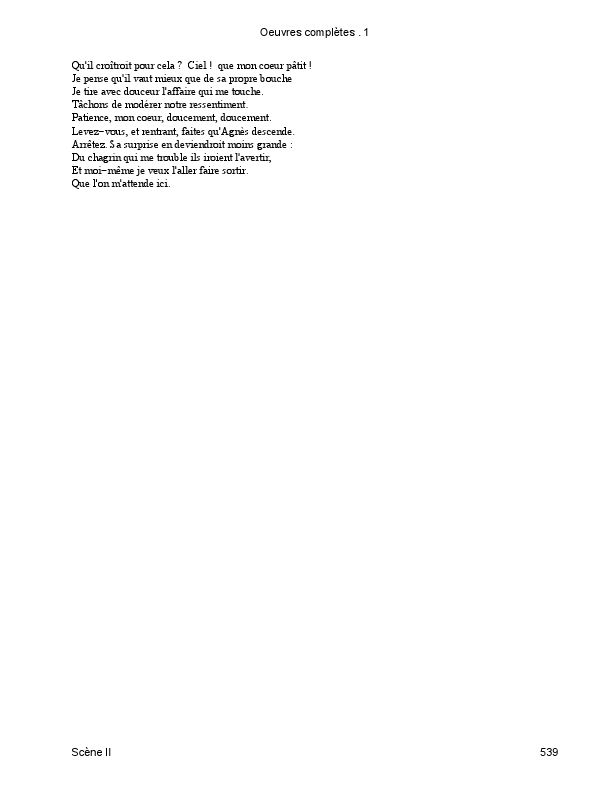 Oeuvres complètes . 1
Qu'il croîtroit pour cela ? Ciel ! que mon coeur pâtit !
Je pense qu'il vaut mieux que de sa propre bouche
Je tire avec douceur l'affaire qui me touche.
Tâchons de modérer notre ressentiment.
Patience, mon coeur, doucement, doucement.
Levez−vous, et rentrant, faites qu'Agnès descende.
Arrêtez. Sa surprise en deviendroit moins grande :
Du chagrin qui me trouble ils iroient l'avertir,
Et moi−même je veux l'aller faire sortir.
Que l'on m'attende ici.
Scène II
539